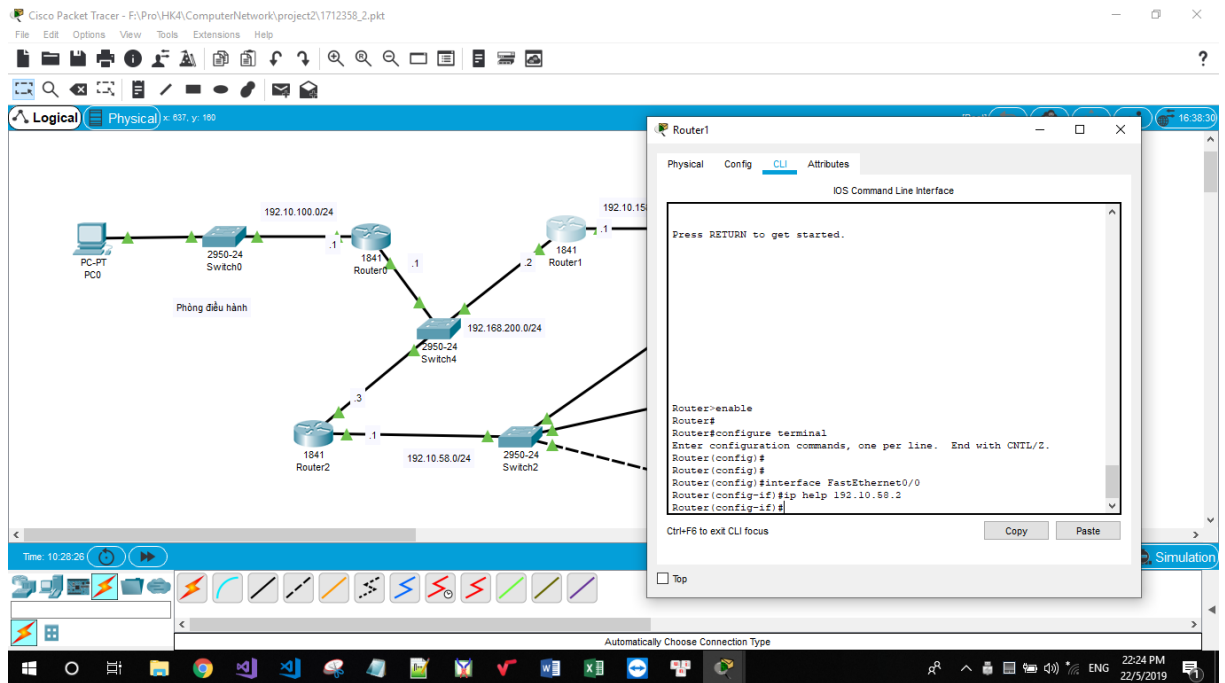 Cisco Packet Tracer - F:\Pro\HK4\ComputerNetwork\project2\1712358_2.pkt
File Edit Options View Tools Extensions Help
?
Logical
Physical
x: 637, y: 160
16:38:30
192.10.100.0/24
.1
PC-PT
PC0
2950-24
Switch0
1841
Router0
.1
192.10.15
.1
1841
Router1
.2
Phòng điều hành
192.168.200.0/24
2950-24
Switch4
.3
.1
1841
Router2
192.10.58.0/24
2950-24
Switch2
Router1
Physical Config CLI Attributes
IOS Command Line Interface
Press RETURN to get started.
Router>enable
Router#
Router#configure terminal
Enter configuration commands, one per line. End with CNTL/Z.
Router(config)#
Router(config)#
Router(config)#interface FastEthernet0/0
Router(config-if)#ip help 192.10.58.2
Router(config-if)#
Ctrl+F6 to exit CLI focus
Copy Paste
Top
Time: 10:28:26
Simulation
Automatically Choose Connection Type
ENG
22:24 PM
22/5/2019
1